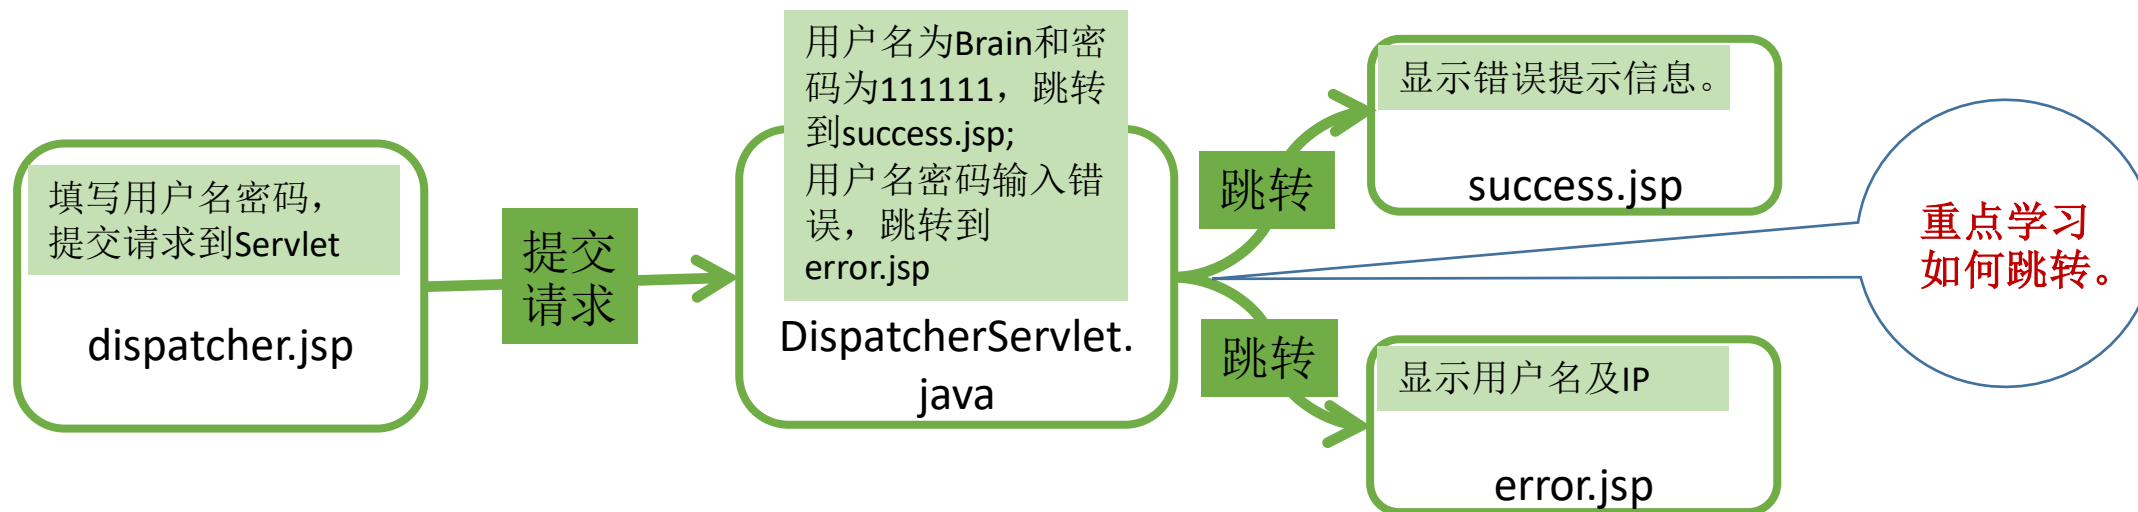 填写用户名密码，
提交请求到Servlet
dispatcher.jsp
提交
请求
用户名为Brain和密
码为111111，跳转
到success.jsp;
用户名密码输入错
误，跳转到
error.jsp
DispatcherServlet.
java
跳转
跳转
显示错误提示信息。
success.jsp
显示用户名及IP
error.jsp
重点学习
如何跳转。